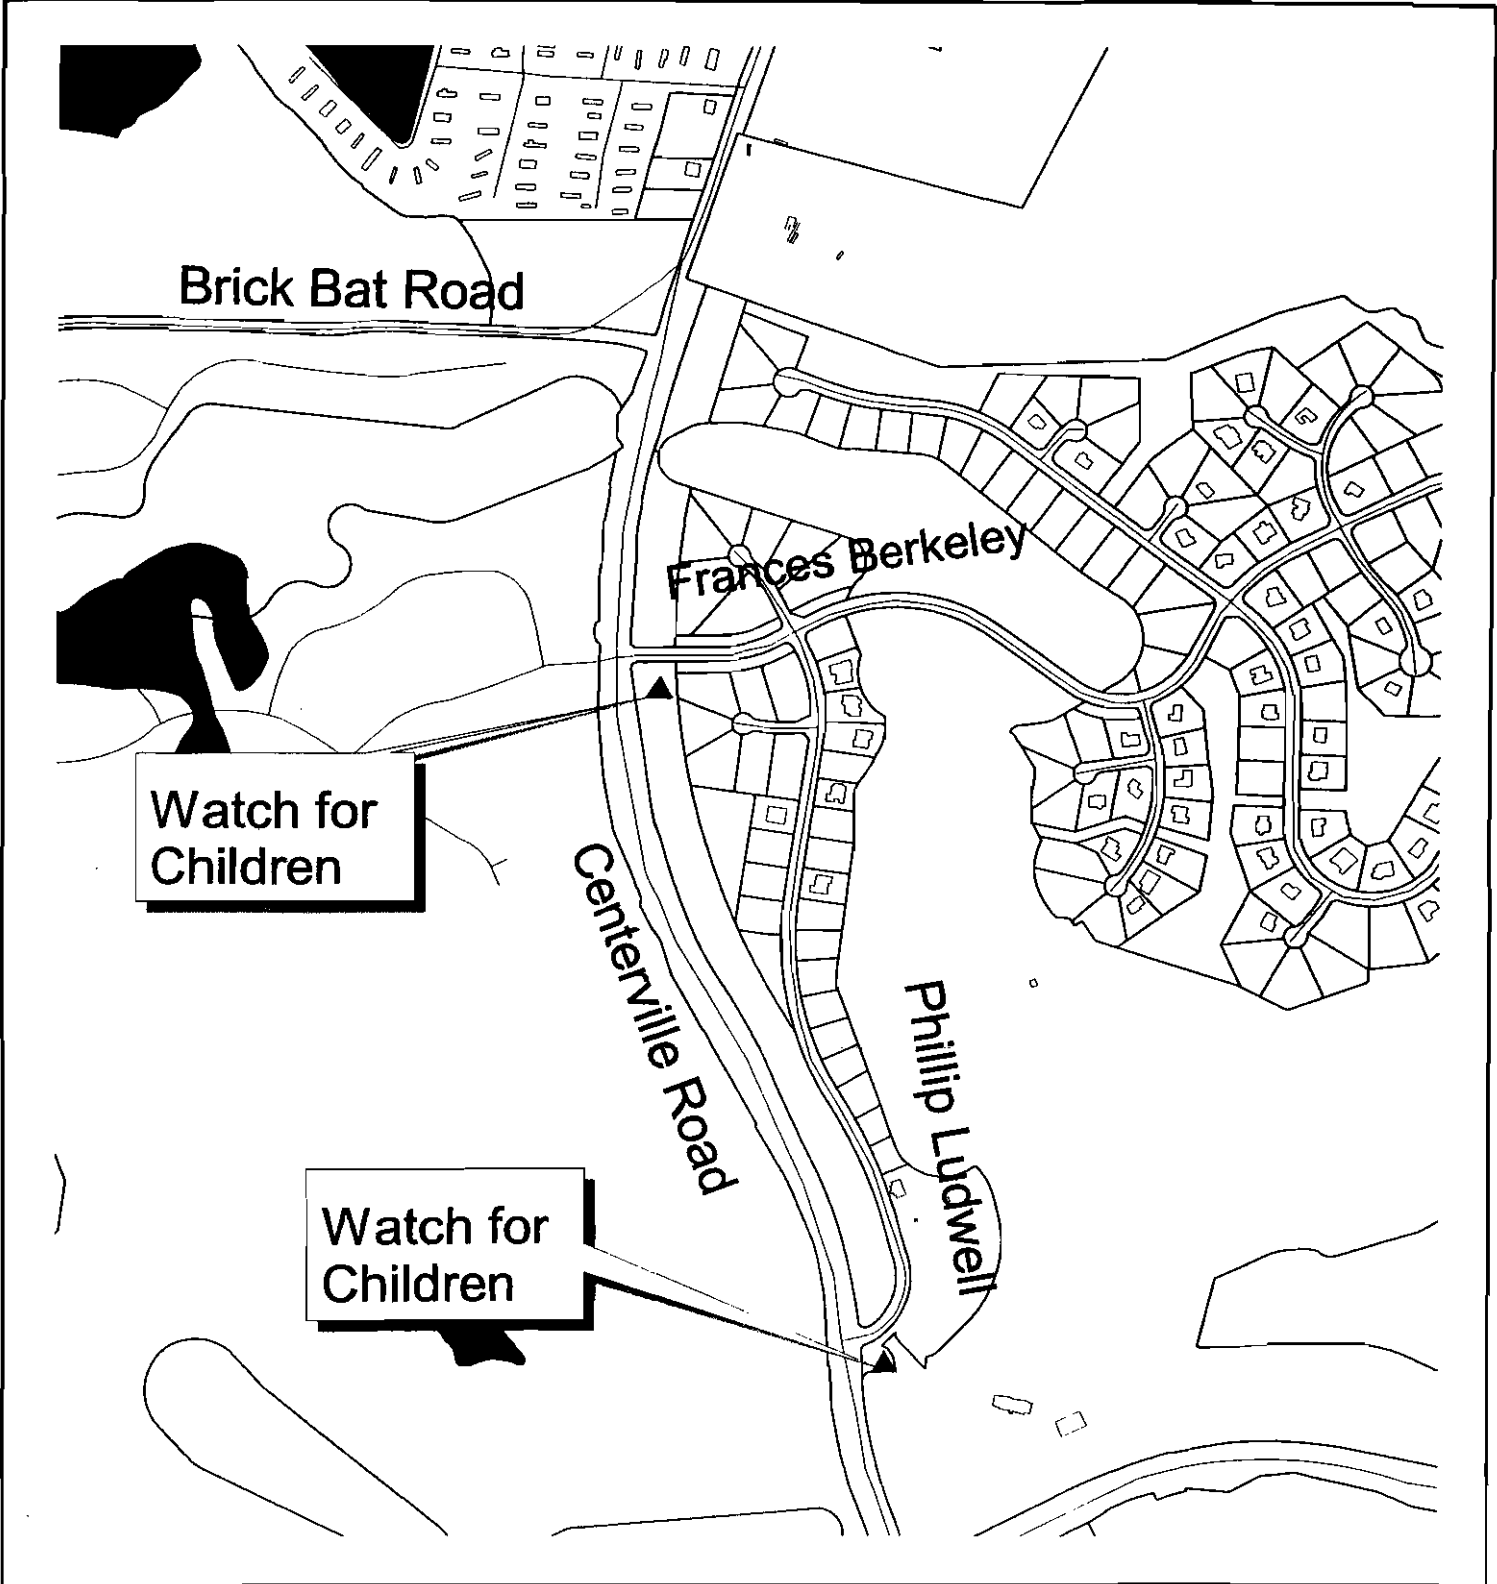 Brick Bat Road
Frances Berkeley
Watch for
Children
Centerville Road
Phillip Ludwell
Watch for
Children